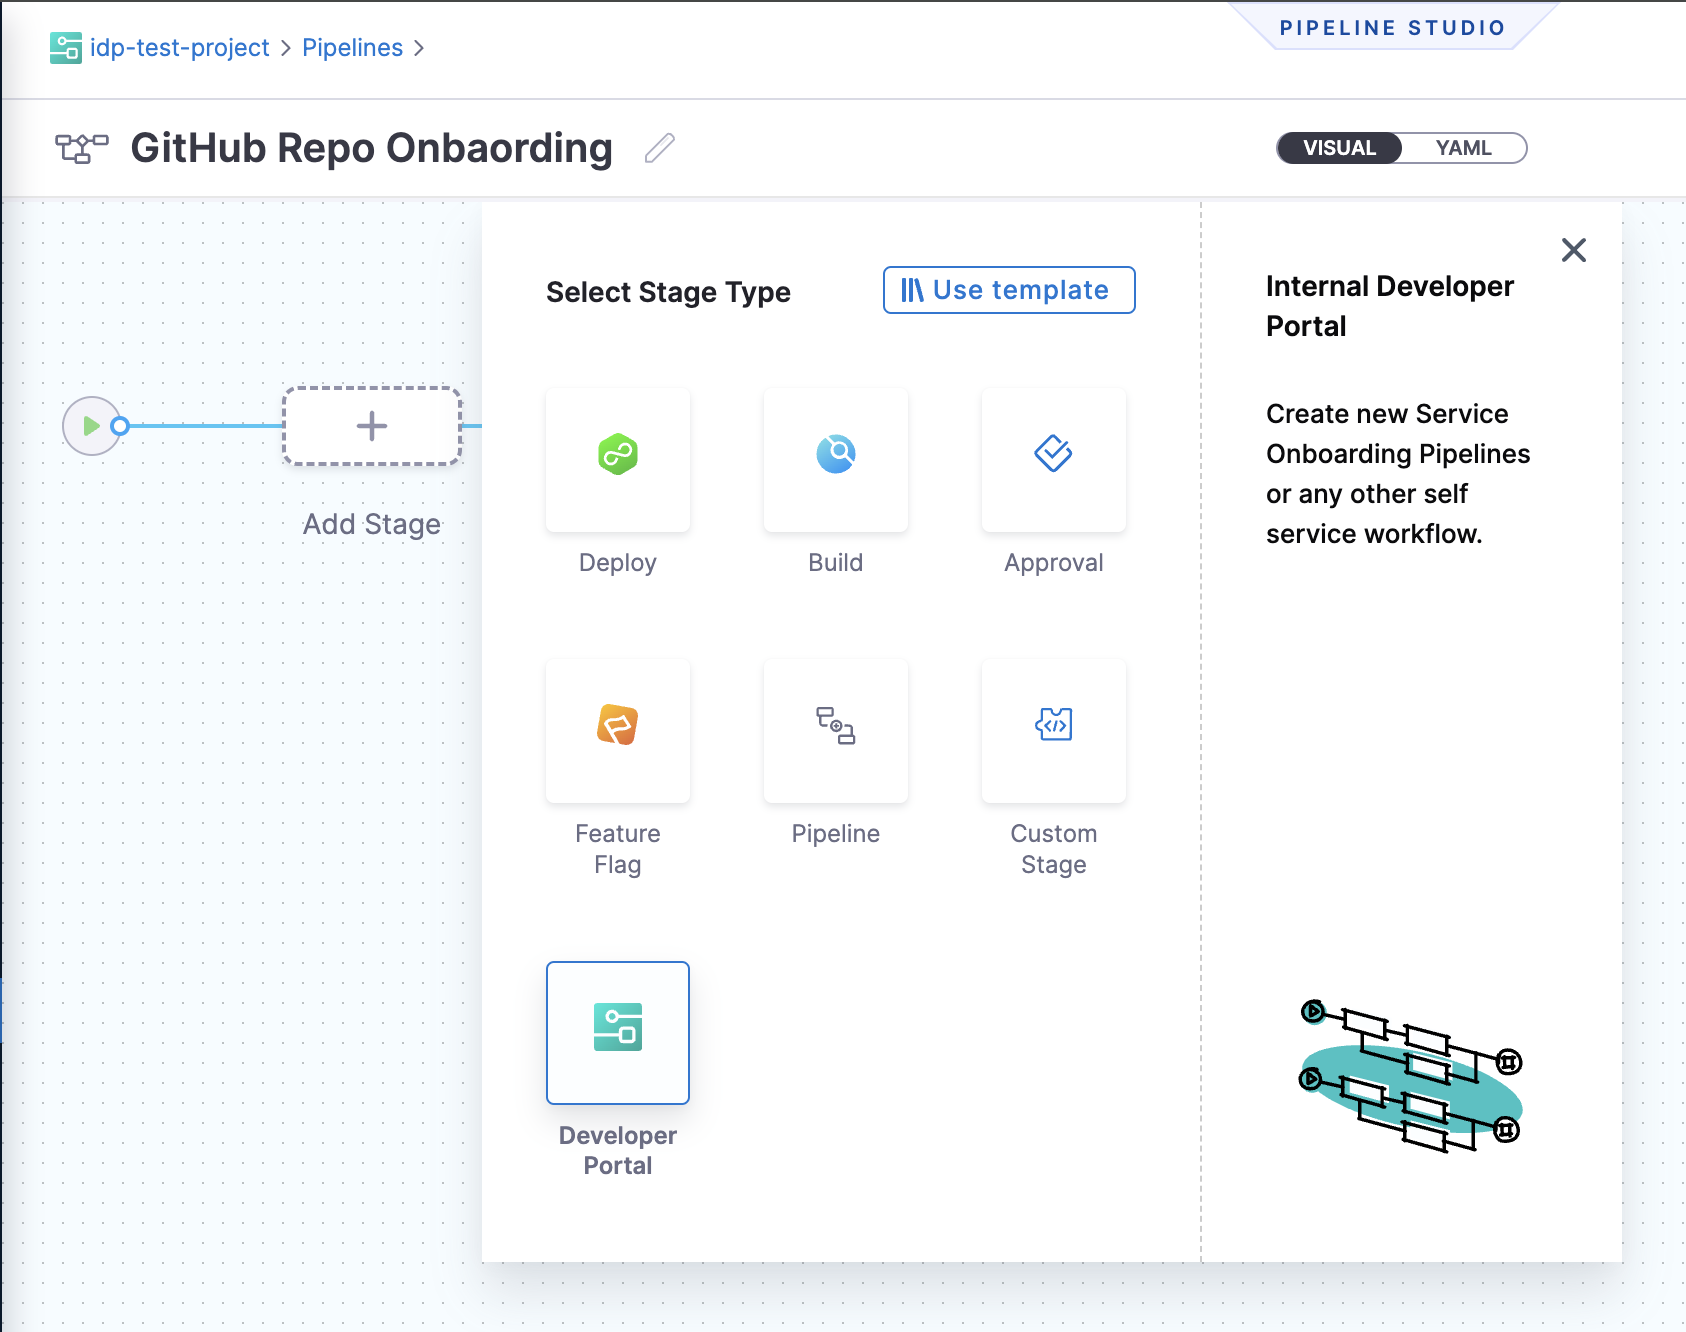 idp-test-project > Pipelines >
PIPELINE STUDIO
GitHub Repo Onbaording
VISUAL YAML
Select Stage Type
Use template
Deploy
Build
Approval
Feature
Flag
Pipeline
Custom
Stage
Developer
Portal
Add Stage
Internal Developer
Portal
Create new Service
Onboarding Pipelines
or any other self
service workflow.